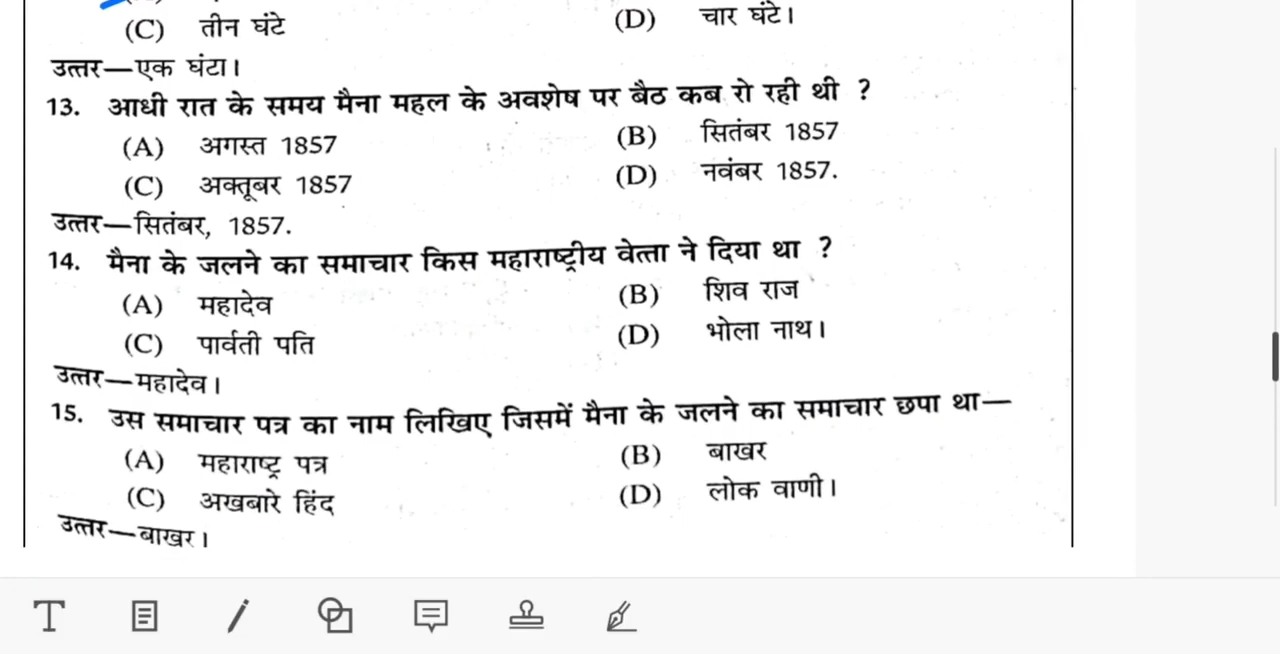 (C) तीन घंटे (D) चार घंटे।
उत्तर—एक घंटा।
13. आधी रात के समय मैना महल के अवशेष पर बैठ कब रो रही थी ?
(A) अगस्त 1857 (B) सितंबर 1857
(C) अक्तूबर 1857 (D) नवंबर 1857.
उत्तर—सितंबर, 1857.
14. मैना के जलने का समाचार किस महाराष्ट्रीय वेत्ता ने दिया था ?
(A) महादेव (B) शिव राज
(C) पार्वती पति (D) भोला नाथ।
उत्तर—महादेव।
15. उस समाचार पत्र का नाम लिखिए जिसमें मैना के जलने का समाचार छपा था—
(A) महाराष्ट्र पत्र (B) बाखर
(C) अखबारे हिंद (D) लोक वाणी।
उत्तर—बाखर।
T